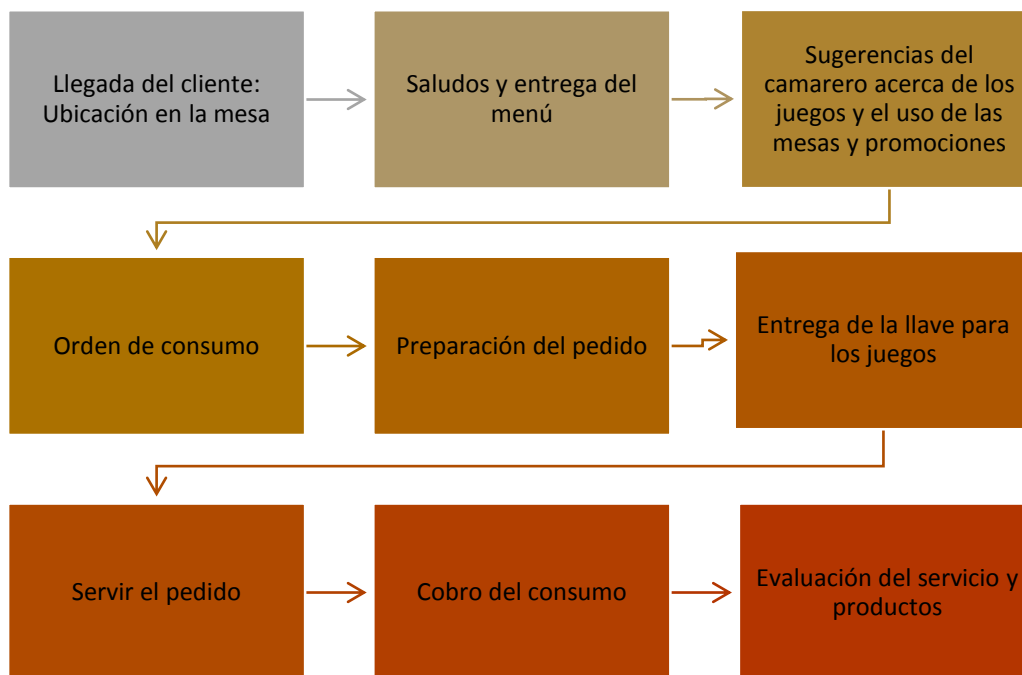 Llegada del cliente:
Ubicación en la mesa
Saludos y entrega del
menú
Sugerencias del
camarero acerca de los
juegos y el uso de las
mesas y promociones
Orden de consumo
Preparación del pedido
Entrega de la llave para
los juegos
Servir el pedido
Cobro del consumo
Evaluación del servicio y
productos